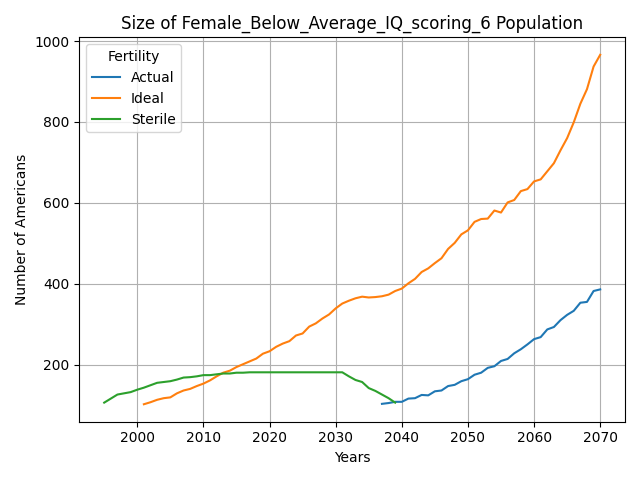 Size of Female_Below_Average_IQ_scoring_6 Population
Number of Americans
1000
800
600
400
200
Fertility
Actual
Ideal
Sterile
2000 2010 2020 2030 2040 2050 2060 2070
Years